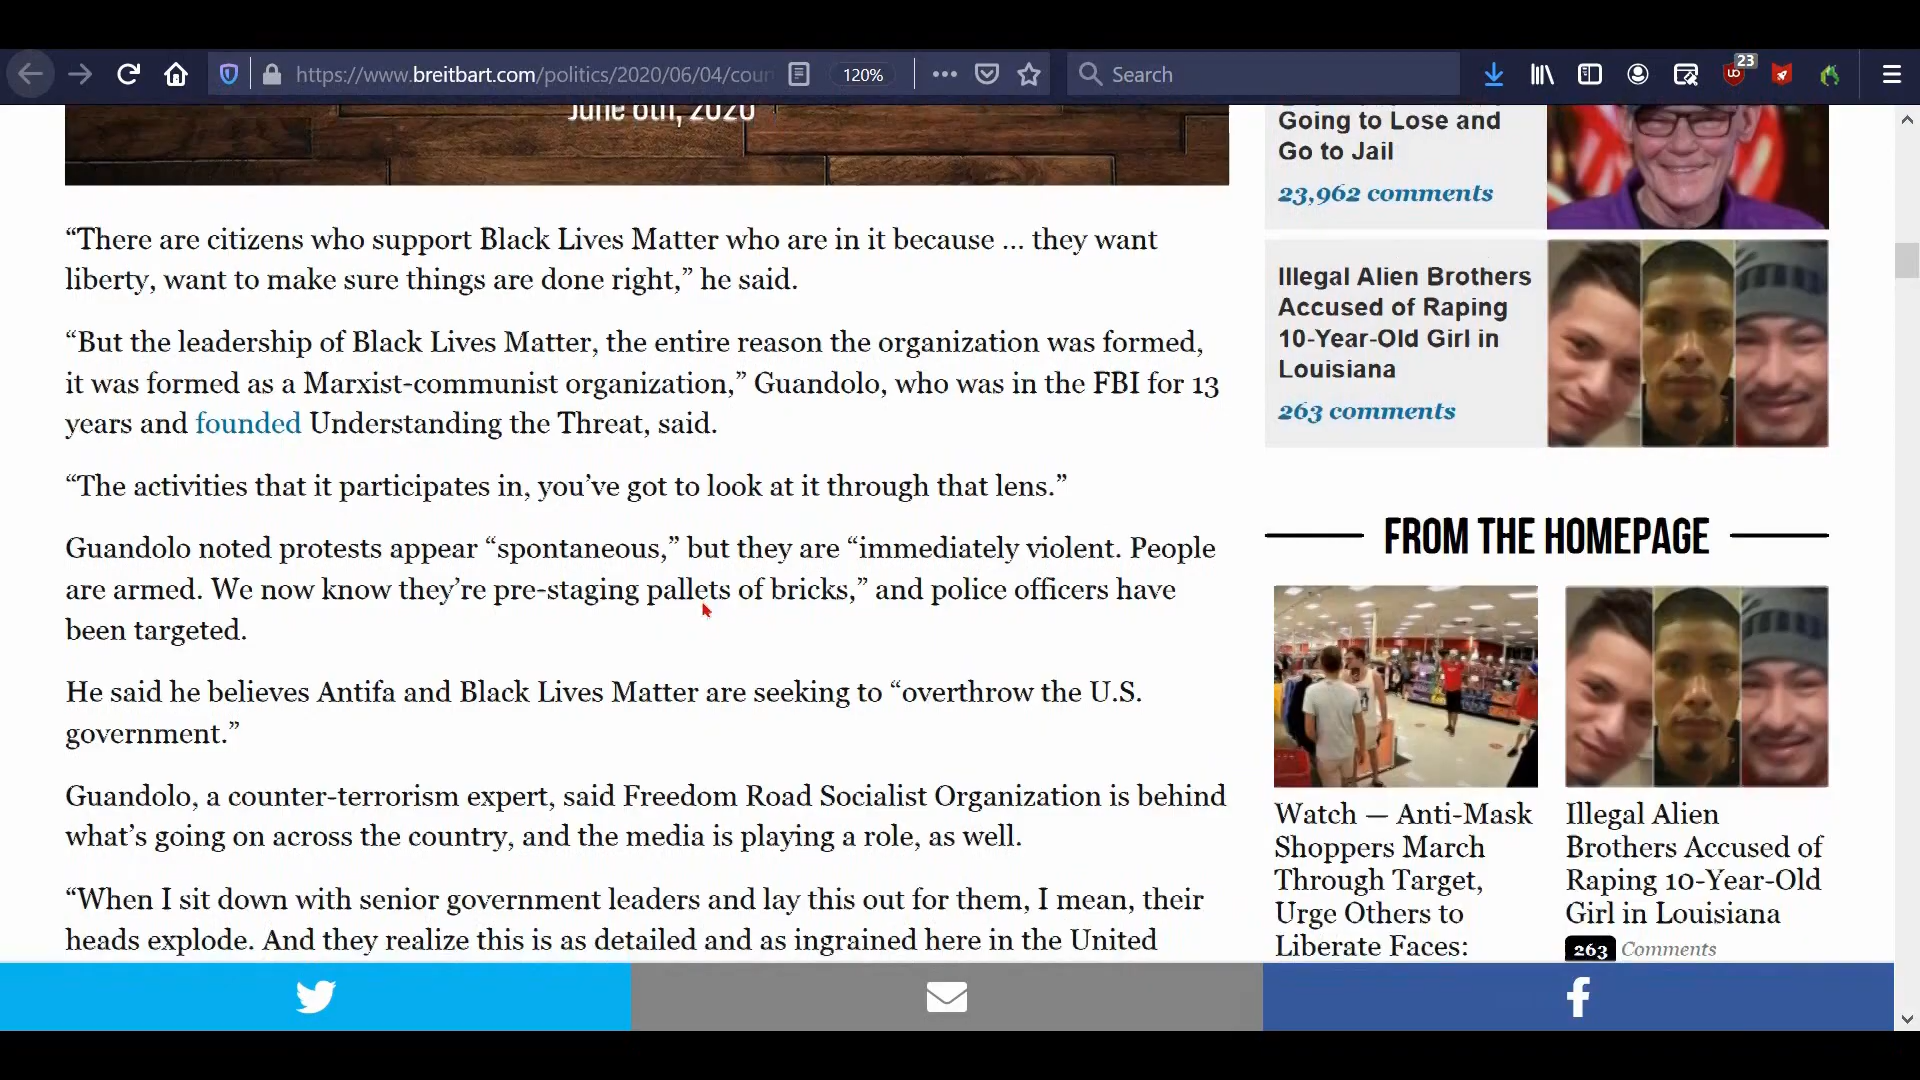 https://www.breitbart.com/politics/2020/06/04/coun
120%
Search
23
June 6th, 2020
“There are citizens who support Black Lives Matter who are in it because ... they want
liberty, want to make sure things are done right,” he said.
“But the leadership of Black Lives Matter, the entire reason the organization was formed,
it was formed as a Marxist-communist organization,” Guandolo, who was in the FBI for 13
years and founded Understanding the Threat, said.
“The activities that it participates in, you’ve got to look at it through that lens.”
Guandolo noted protests appear “spontaneous,” but they are “immediately violent. People
are armed. We now know they’re pre-staging pallets of bricks,” and police officers have
been targeted.
He said he believes Antifa and Black Lives Matter are seeking to “overthrow the U.S.
government.”
Guandolo, a counter-terrorism expert, said Freedom Road Socialist Organization is behind
what’s going on across the country, and the media is playing a role, as well.
“When I sit down with senior government leaders and lay this out for them, I mean, their
heads explode. And they realize this is as detailed and as ingrained here in the United
Going to Lose and
Go to Jail
23,962 comments
Illegal Alien Brothers
Accused of Raping
10-Year-Old Girl in
Louisiana
263 comments
FROM THE HOMEPAGE
Watch — Anti-Mask
Shoppers March
Through Target,
Urge Others to
Liberate Faces:
Illegal Alien
Brothers Accused of
Raping 10-Year-Old
Girl in Louisiana
263 Comments